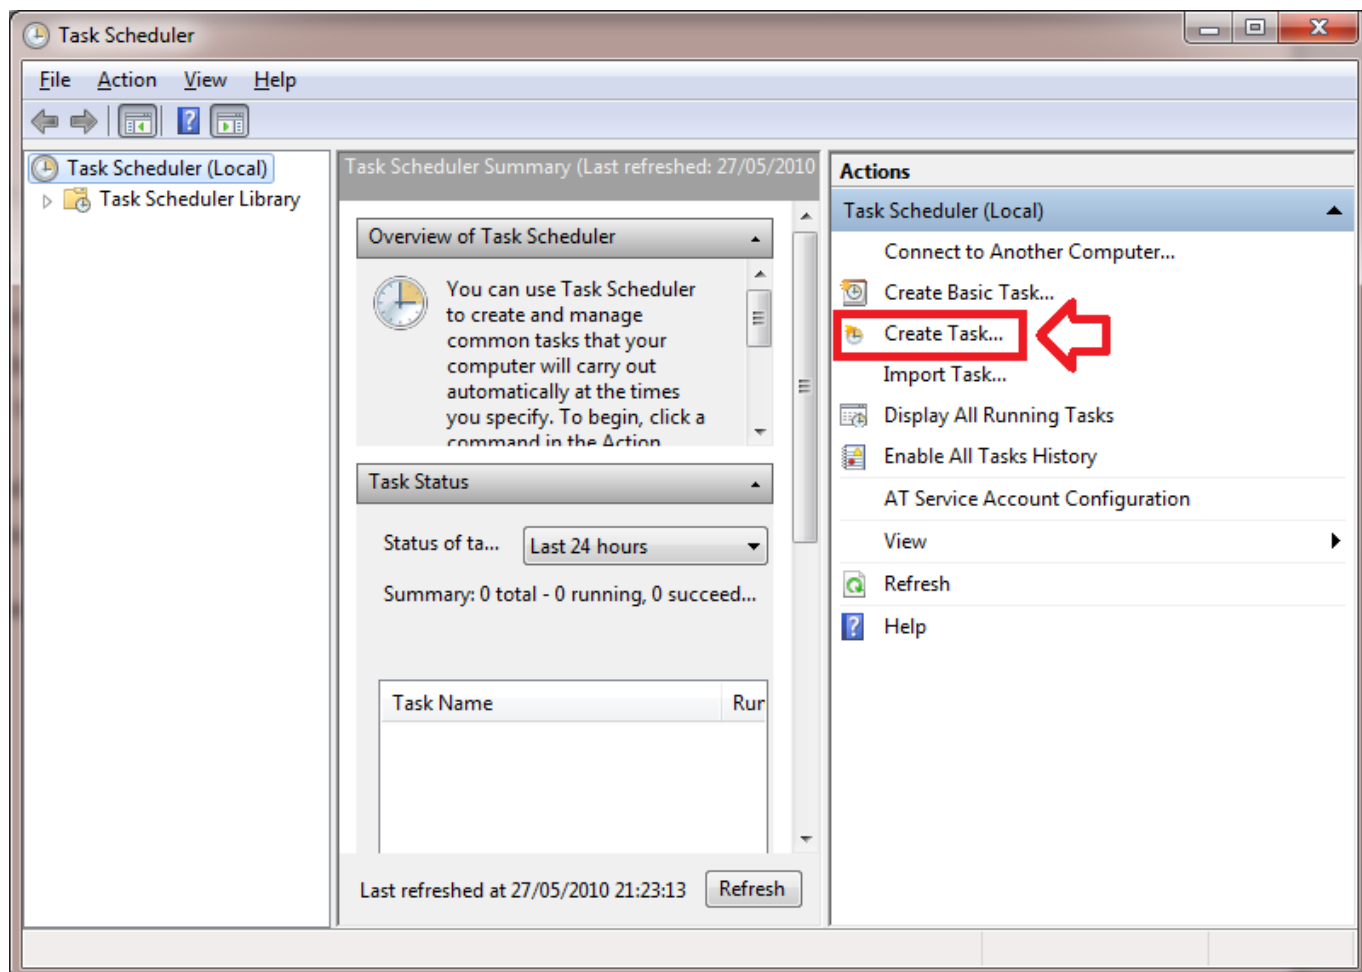 Task Scheduler
File Action View Help
Task Scheduler (Local)
Task Scheduler Library
Task Scheduler Summary (Last refreshed: 27/05/2010
Overview of Task Scheduler
You can use Task Scheduler
to create and manage
common tasks that your
computer will carry out
automatically at the times
you specify. To begin, click a
command in the Action
Task Status
Status of ta...
Last 24 hours
Summary: 0 total - 0 running, 0 succeed...
Task Name Rur
Last refreshed at 27/05/2010 21:23:13
Refresh
Actions
Task Scheduler (Local)
Connect to Another Computer...
Create Basic Task...
Create Task...
Import Task...
Display All Running Tasks
Enable All Tasks History
AT Service Account Configuration
View
Refresh
Help